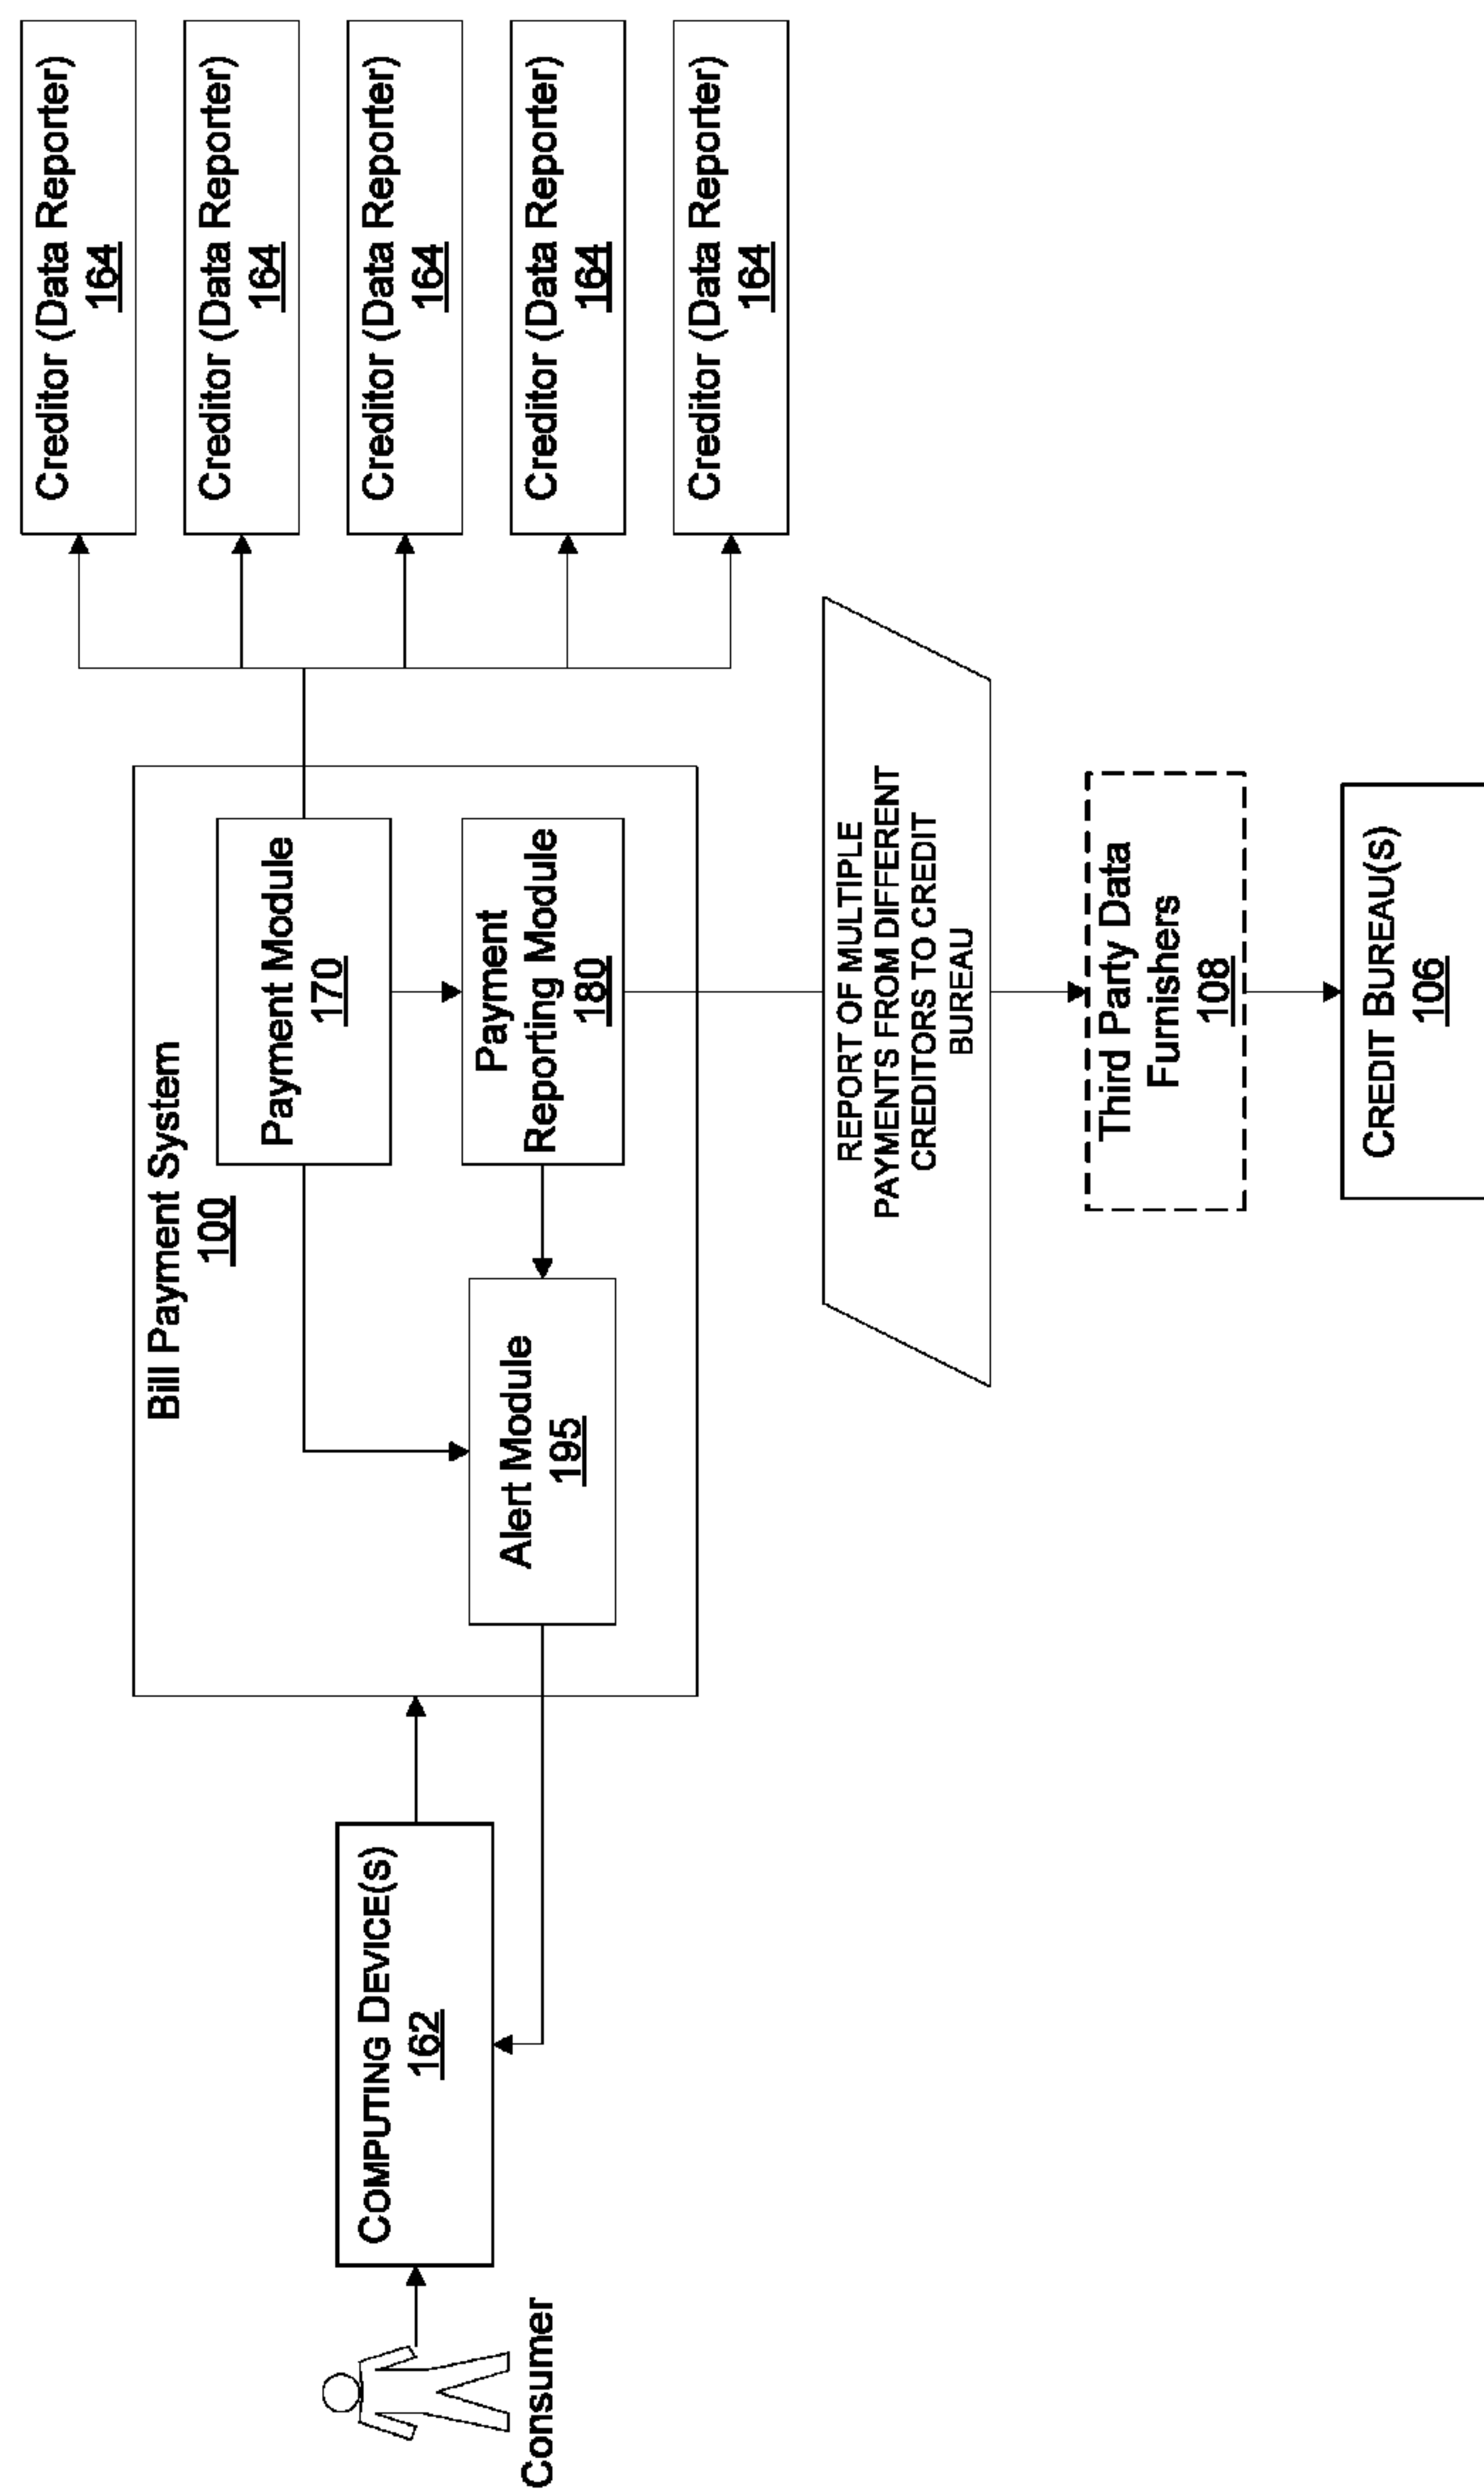 Consumer
COMPUTING DEVICE(S)
162
Bill Payment System
100
Alert Module
195
Payment Module
170
Payment
Reporting Module
180
Creditor (Data Reporter)
164
Creditor (Data Reporter)
164
Creditor (Data Reporter)
164
Creditor (Data Reporter)
164
Creditor (Data Reporter)
164
REPORT OF MULTIPLE
PAYMENTS FROM DIFFERENT
CREDITORS TO CREDIT
BUREAU
Third Party Data
Furnishers
108
CREDIT BUREAU(S)
106